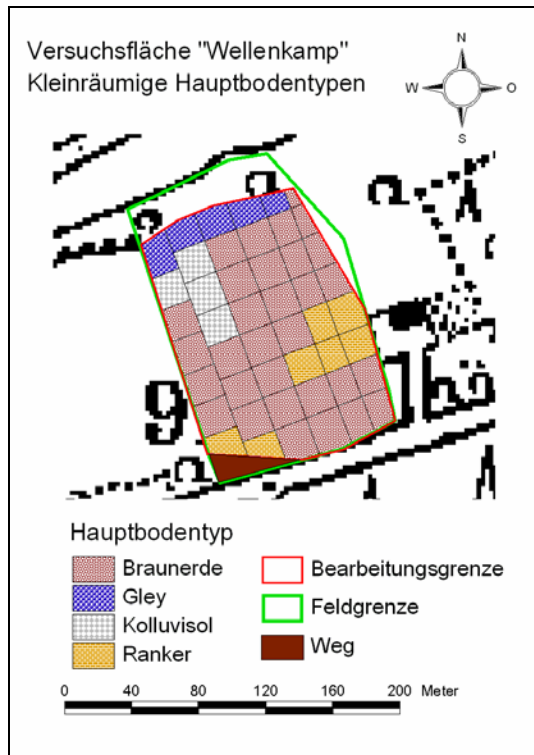 Versuchsfläche "Wellenkamp"
Kleinräumige Hauptbodentypen
N
W O
S
Hauptbodentyp
Braunerde
Gley
Kolluvisol
Ranker
Bearbeitungsgrenze
Feldgrenze
Weg
0 40 80 120 160 200 Meter